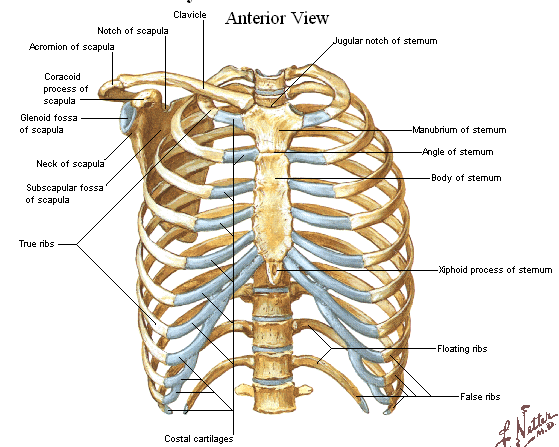 Anterior View
Clavicle
Notch of scapula
Acromion of scapula
Jugular notch of sternum
Coracoid
process of
scapula
Glenoid fossa
of scapula
Manubrium of sternum
Angle of sternum
Neck of scapula
Body of sternum
Subscapular fossa
of scapula
True ribs
Xiphoid process of sternum
Floating ribs
False ribs
Costal cartilages
F. Netter
M.D.